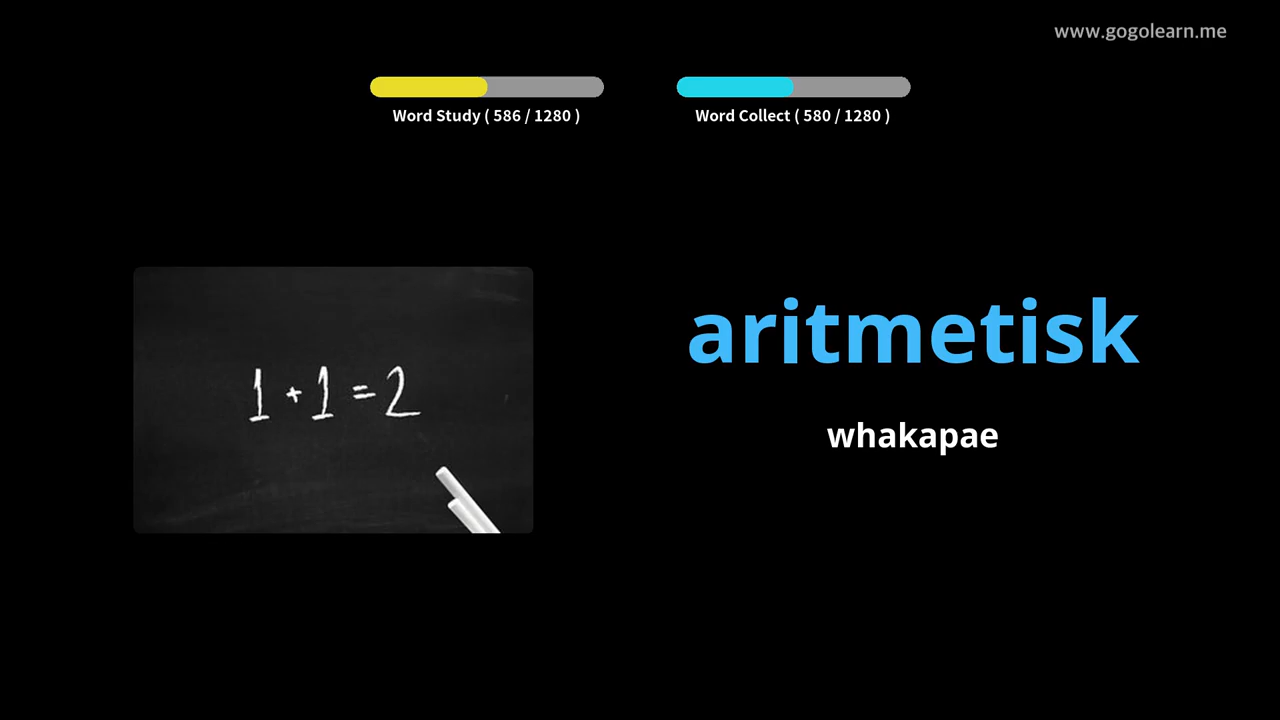 www.gogolearn.me
Word Study ( 586 / 1280 )
Word Collect ( 580 / 1280 )
1 + 1 = 2
aritmetisk
whakapae